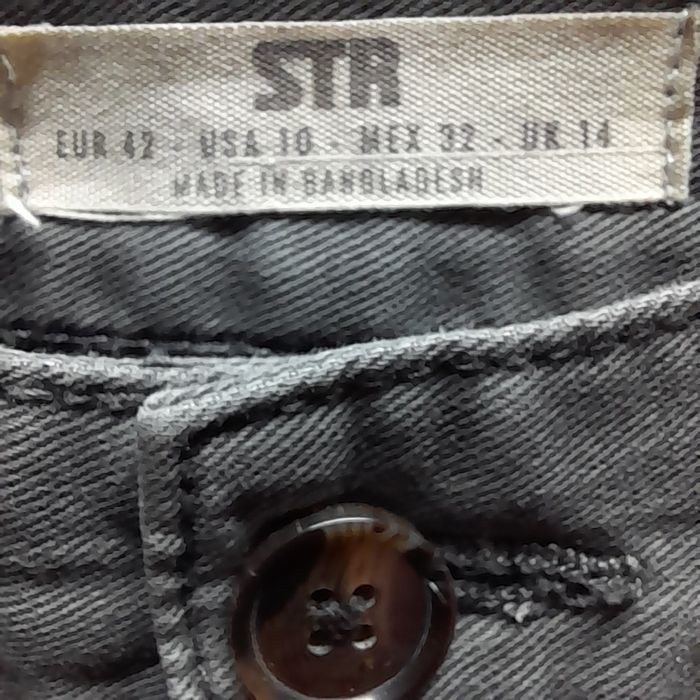 STR
EUR 42 - USA 10 - MEX 32 - UK 14
MADE IN BANGLADESH